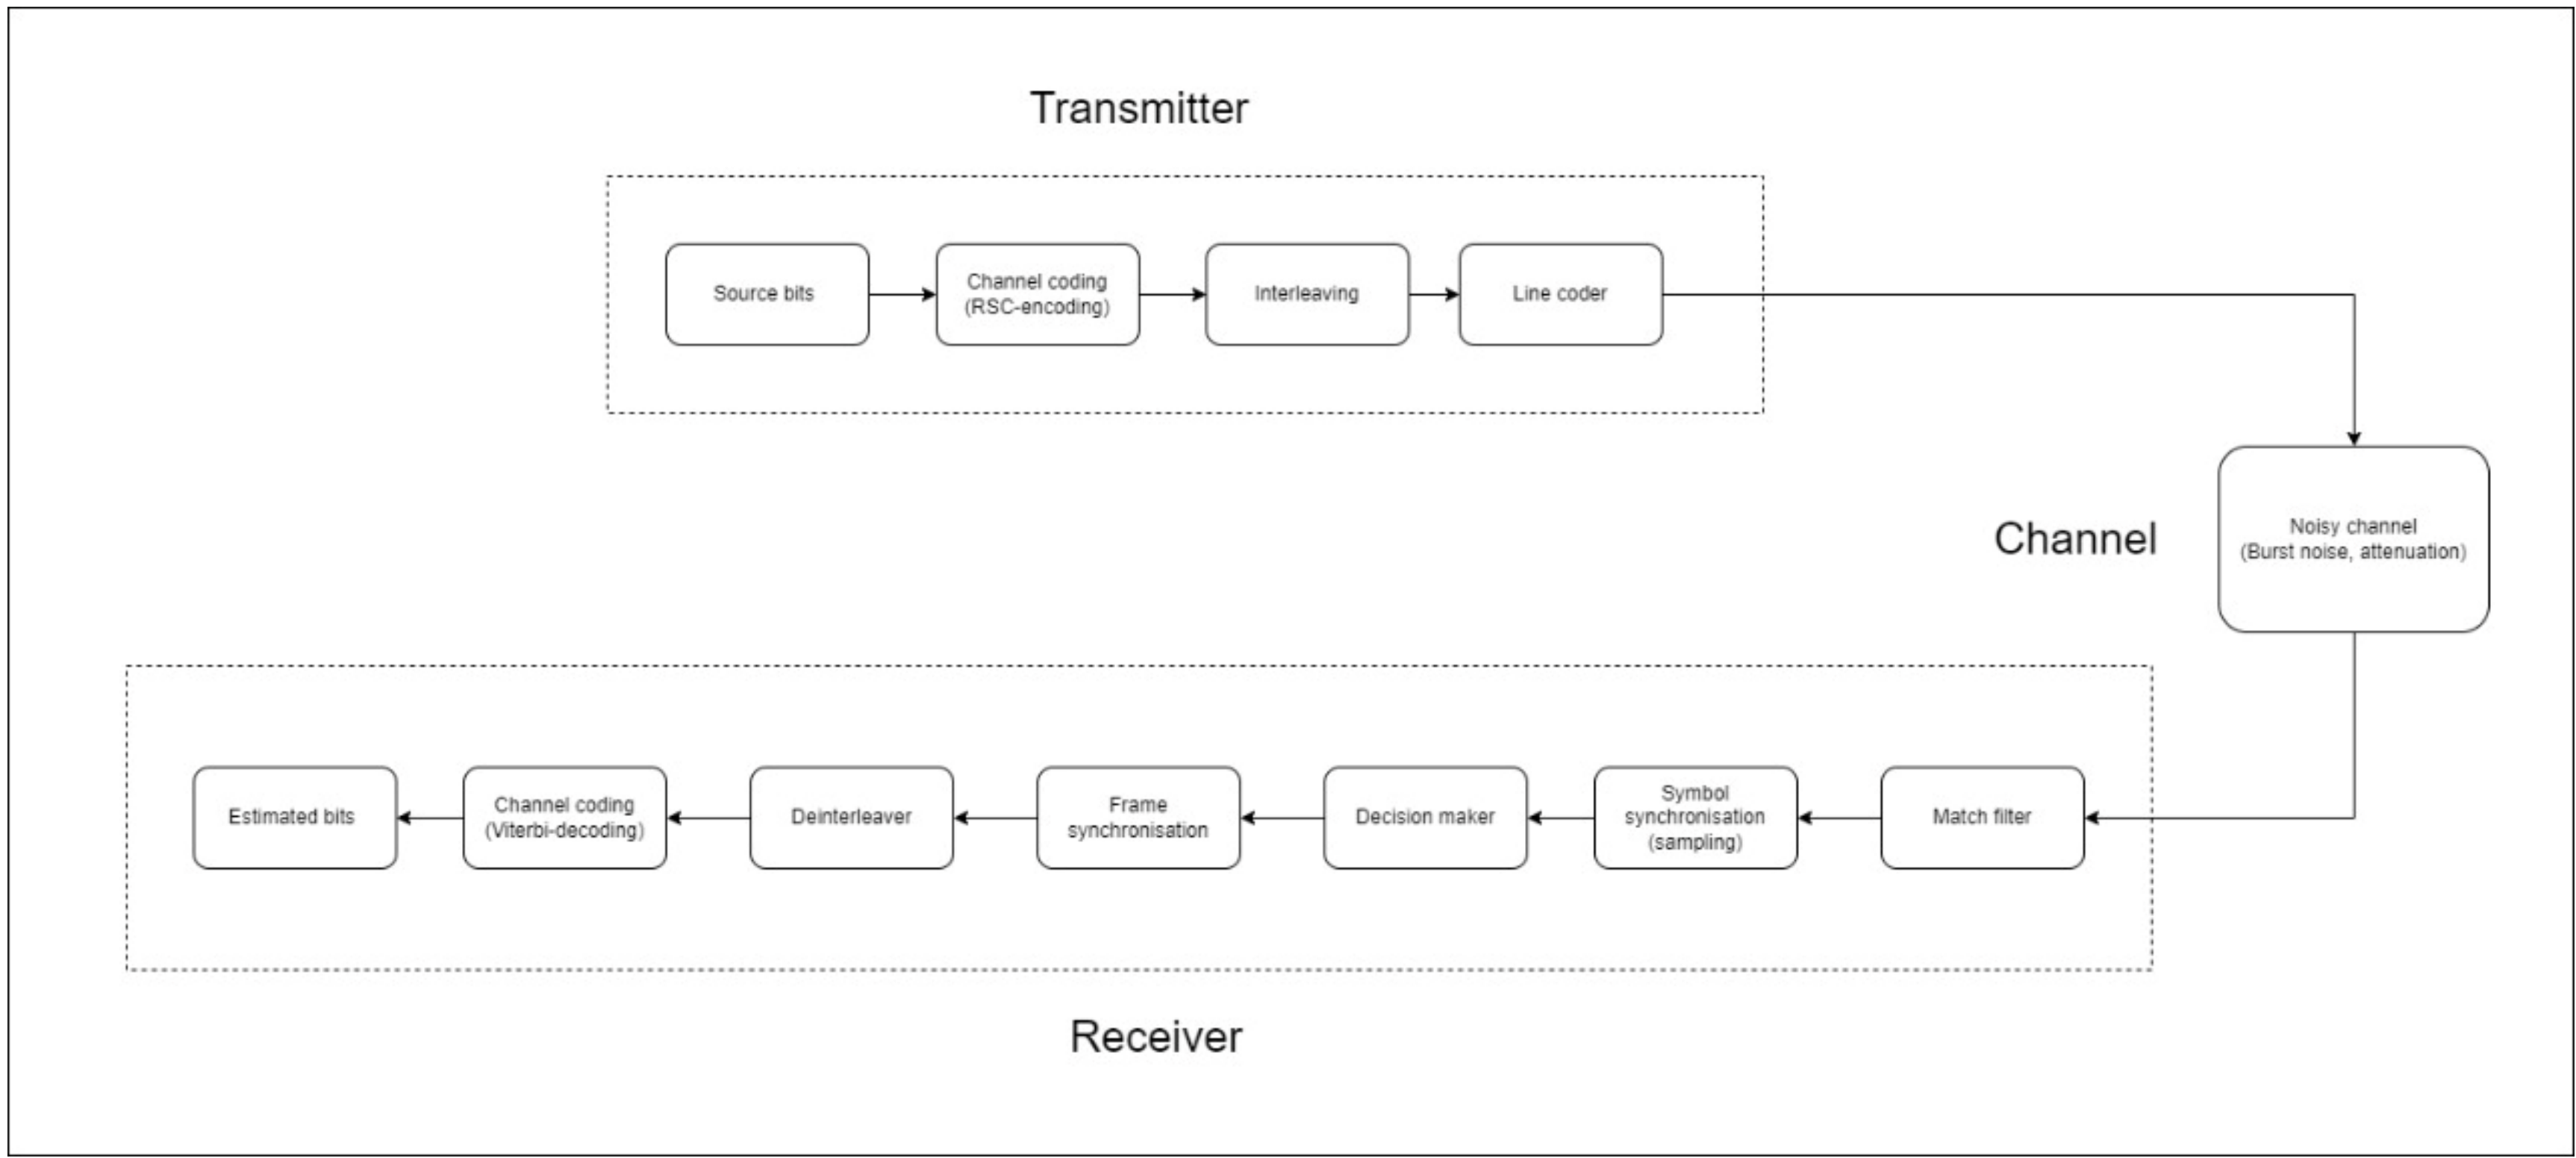 Transmitter
Source bits
Channel coding
(RSC-encoding)
Interleaving
Line coder
Channel
Noisy channel
(Burst noise, attenuation)
Estimated bits
Channel coding
(Viterbi-decoding)
Deinterleaver
Frame
synchronisation
Decision maker
Symbol
synchronisation
(sampling)
Match filter
Receiver